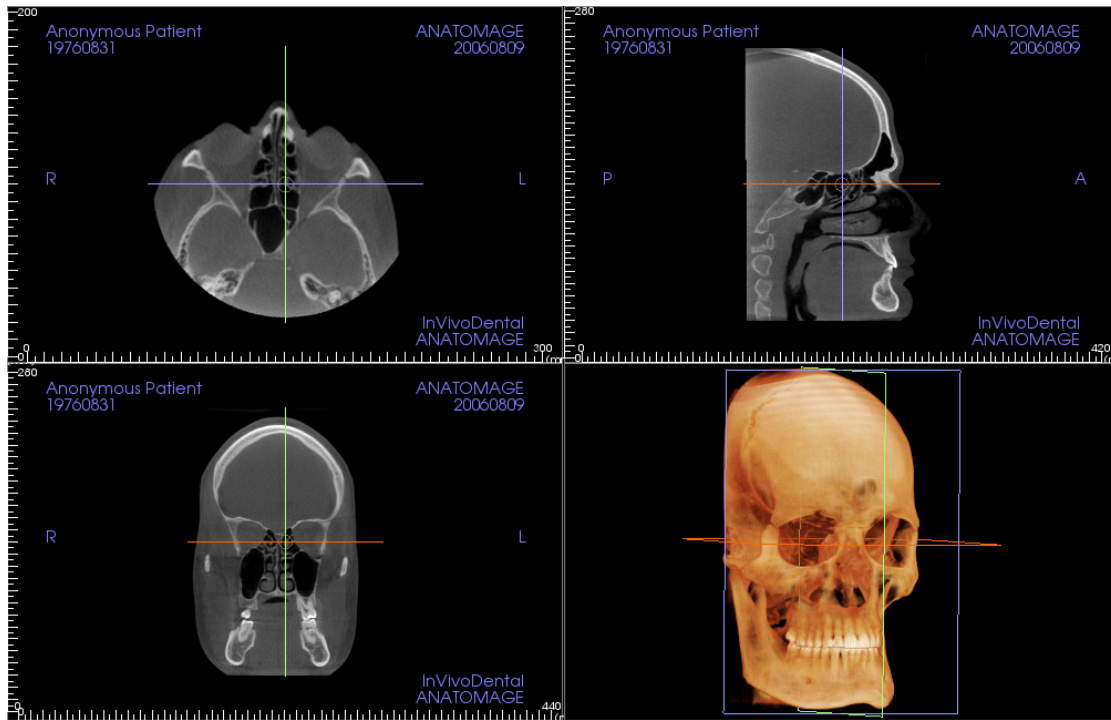 200
Anonymous Patient
ANATOMAGE
19760831
20060809
R
L
InVivoDental
ANATOMAGE
0
300
(m
280
Anonymous Patient
ANATOMAGE
19760831
20060809
P
A
InVivoDental
ANATOMAGE
0
420
(m
280
Anonymous Patient
ANATOMAGE
19760831
20060809
R
L
InVivoDental
ANATOMAGE
0
440
(m